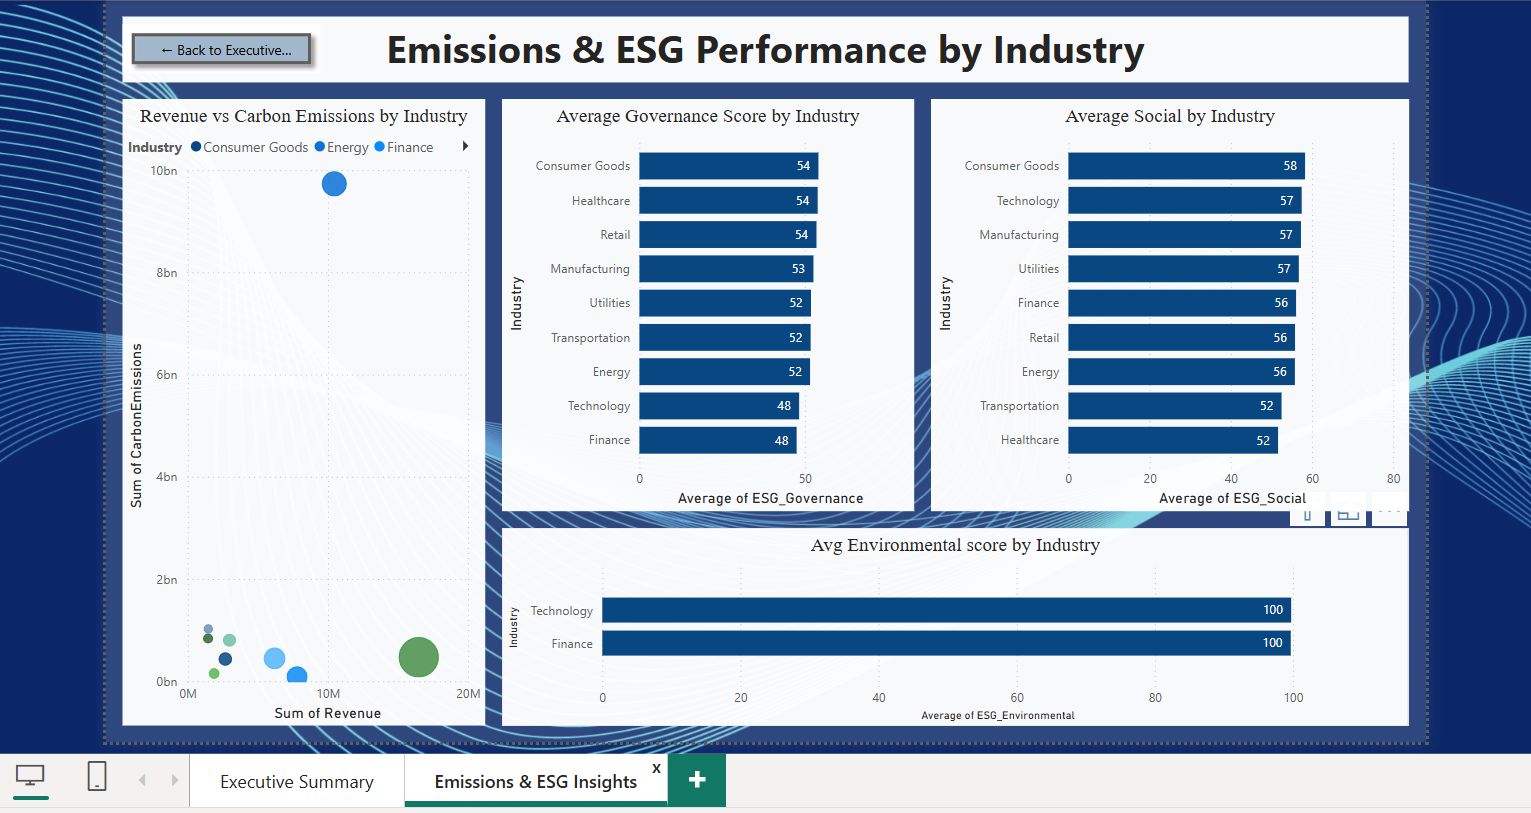 ← Back to Executive...
Emissions & ESG Performance by Industry
Revenue vs Carbon Emissions by Industry
Industry Consumer Goods Energy Finance
10bn
8bn
6bn
4bn
2bn
0bn
Sum of CarbonEmissions
0M 10M 20M
Sum of Revenue
Average Governance Score by Industry
Industry
Consumer Goods 54
Healthcare 54
Retail 54
Manufacturing 53
Utilities 52
Transportation 52
Energy 52
Technology 48
Finance 48
0 50
Average of ESG_Governance
Average Social by Industry
Industry
Consumer Goods 58
Technology 57
Manufacturing 57
Utilities 57
Finance 56
Retail 56
Energy 56
Transportation 52
Healthcare 52
0 20 40 60 80
Average of ESG_Social
Avg Environmental score by Industry
Industry
Technology 100
Finance 100
0 20 40 60 80 100
Average of ESG_Environmental
Executive Summary
Emissions & ESG Insights x